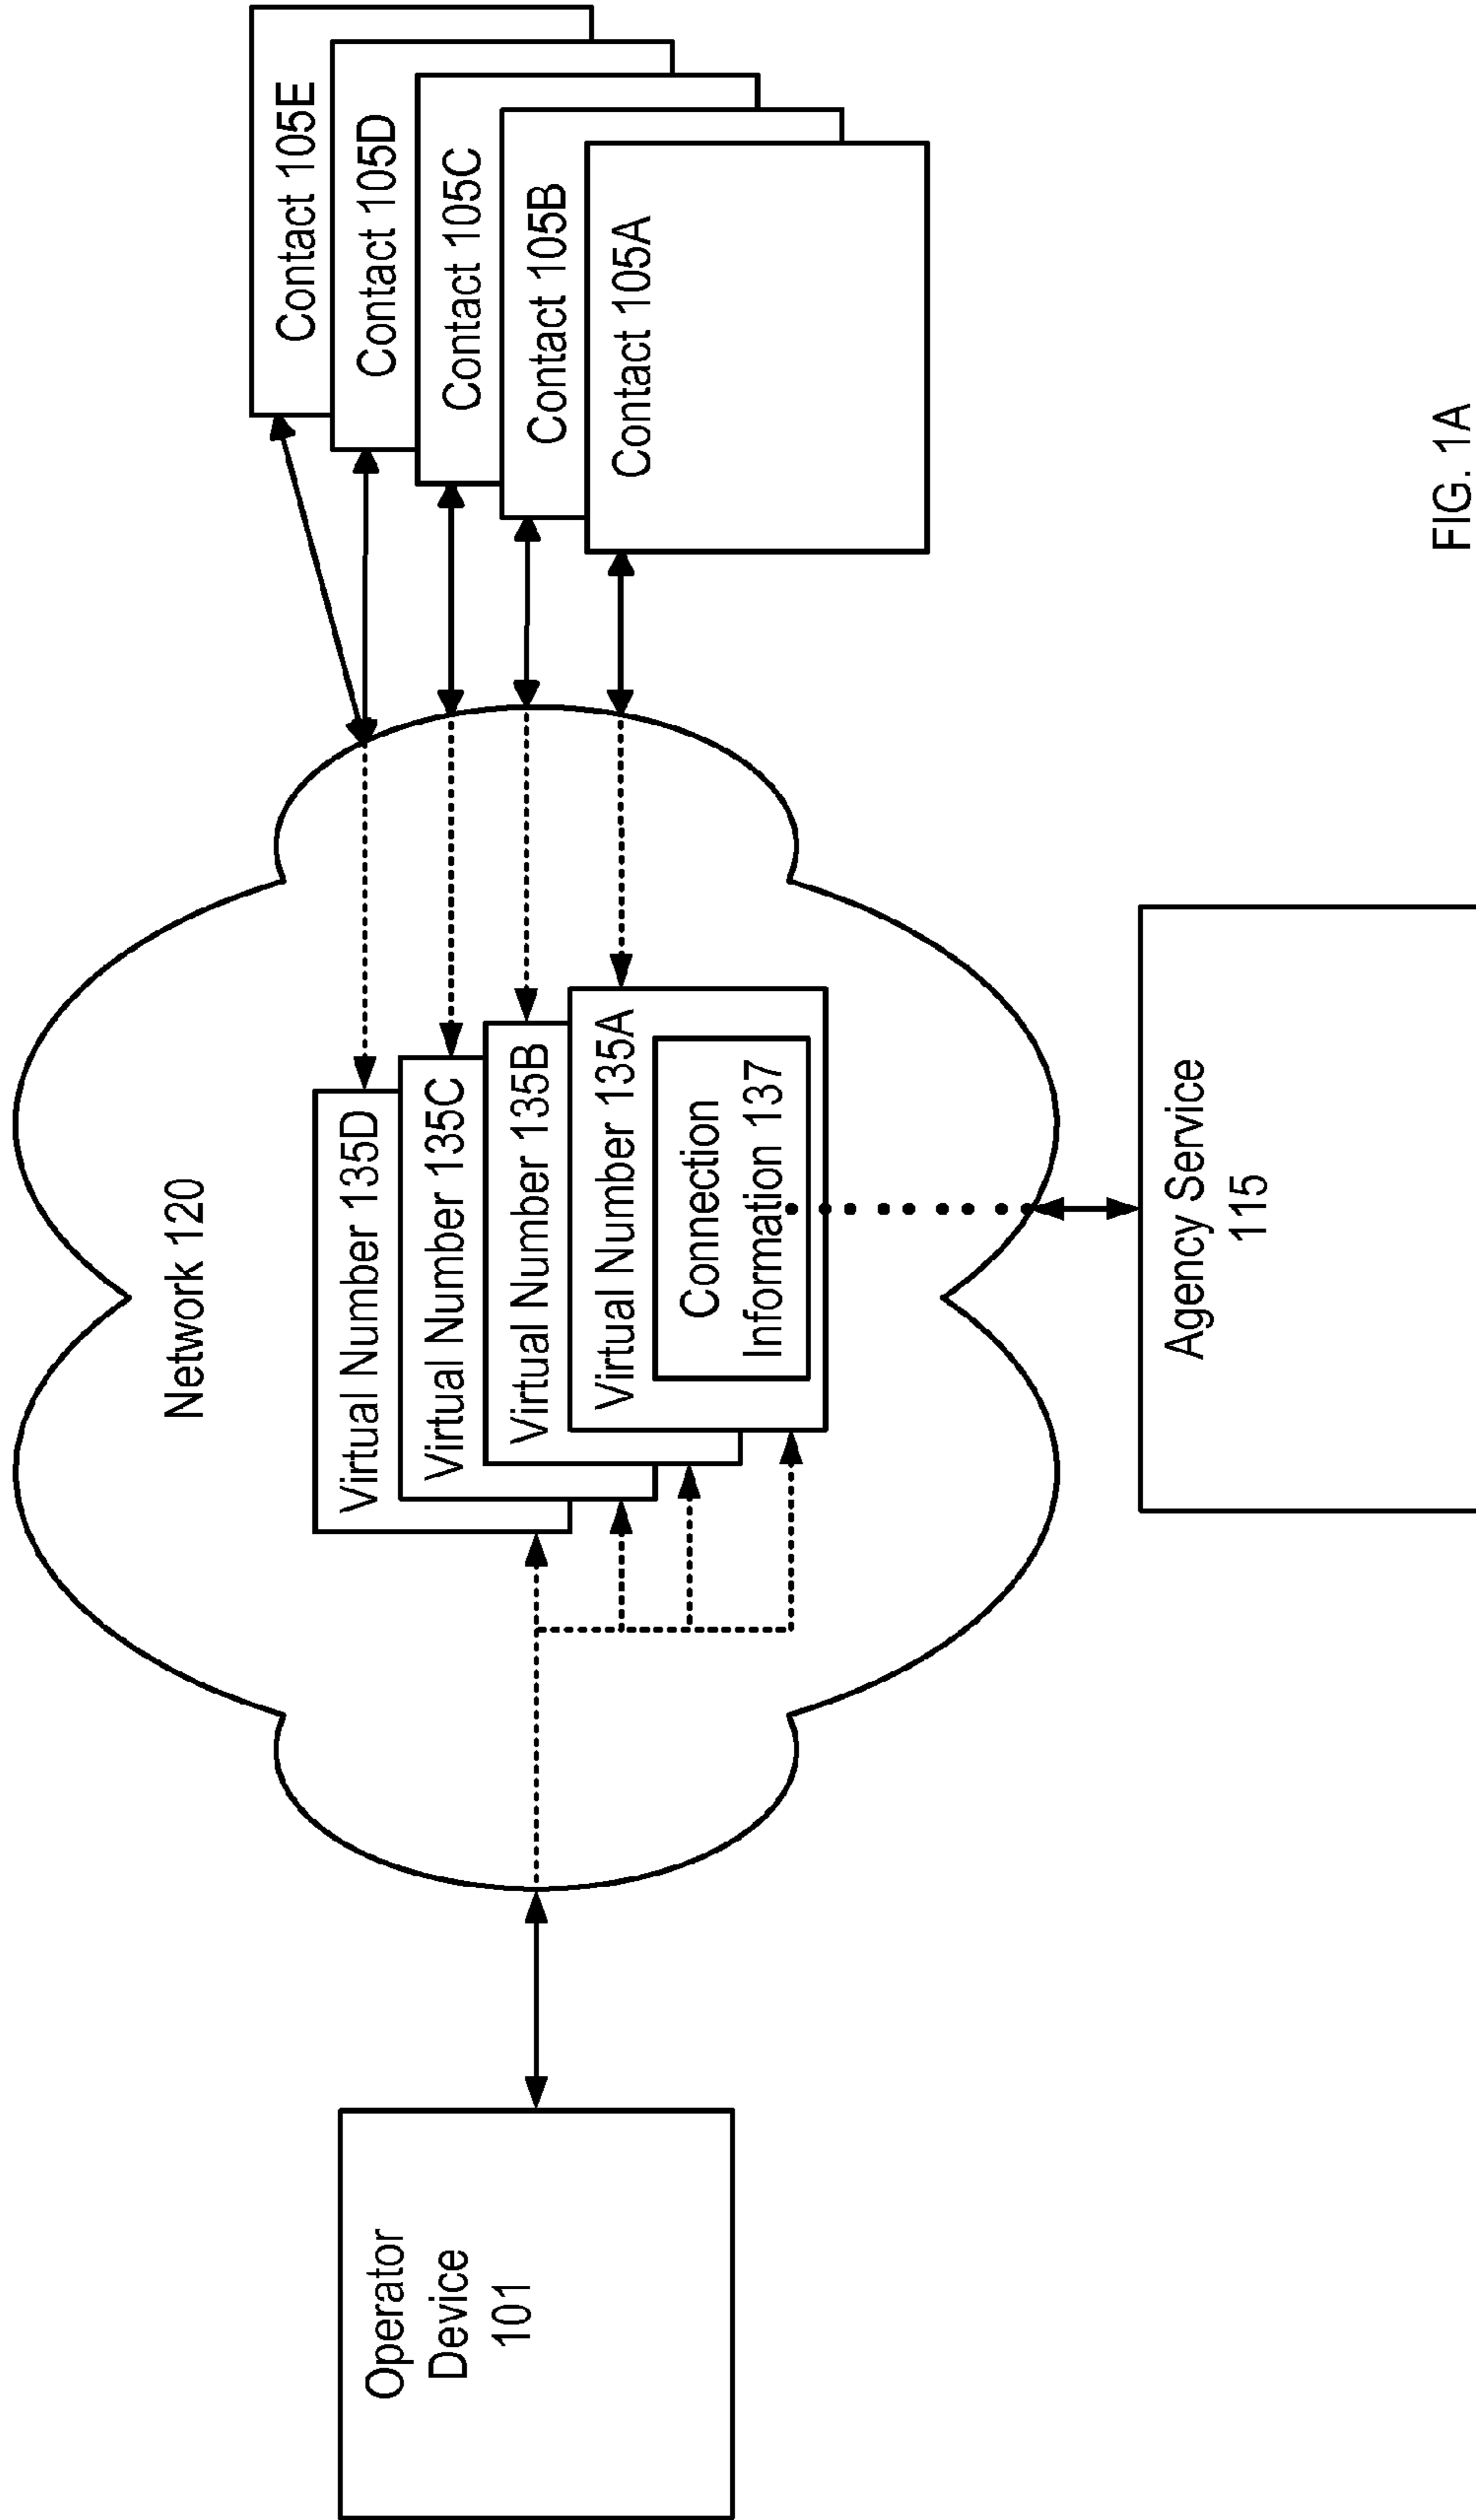 Network 120
Operator
Device
101
Virtual Number 135D
Virtual Number 135C
Virtual Number 135B
Virtual Number 135A
Connection
Information 137
Contact 105E
Contact 105D
Contact 105C
Contact 105B
Contact 105A
Agency Service
115
FIG. 1A